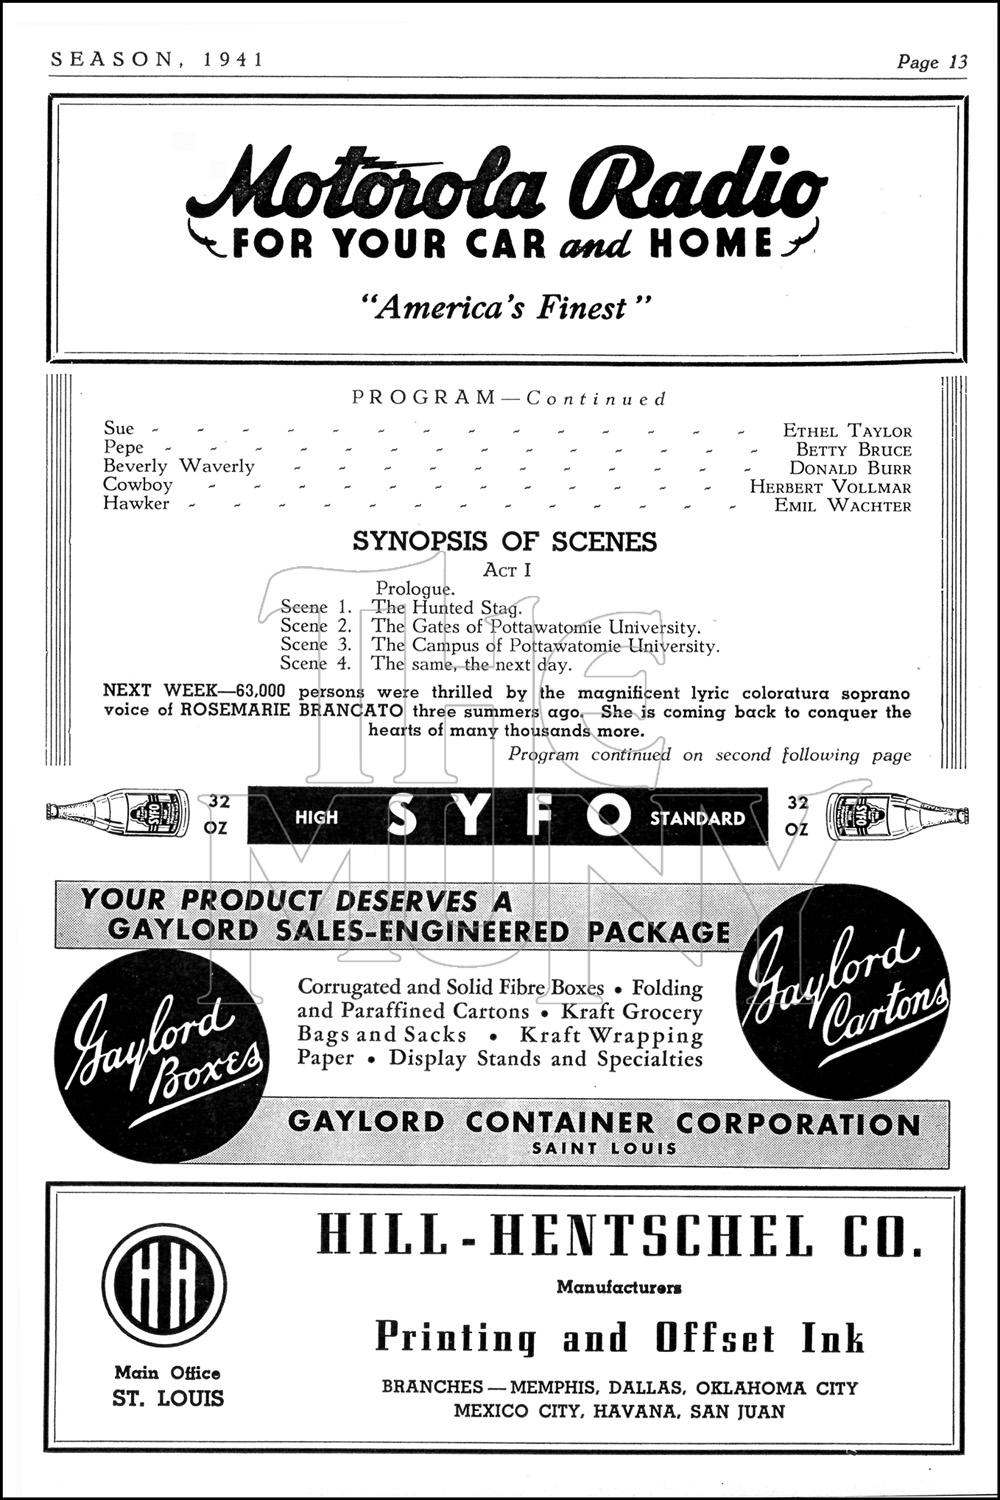 SEASON, 1941
Page 13
Motorola Radio
FOR YOUR CAR and HOME
"America's Finest"
PROGRAM—Continued
Sue - - - - - - - - - - - - - - ETHEL TAYLOR
Pepe - - - - - - - - - - - - - - BETTY BRUCE
Beverly Waverly - - - - - - - - - - - DONALD BURR
Cowboy - - - - - - - - - - - - HERBERT VOLLMAR
Hawker - - - - - - - - - - - - - EMIL WACHTER
SYNOPSIS OF SCENES
ACT I
Prologue.
Scene 1. The Hunted Stag.
Scene 2. The Gates of Pottawatomie University.
Scene 3. The Campus of Pottawatomie University.
Scene 4. The same, the next day.
NEXT WEEK—63,000 persons were thrilled by the magnificent lyric coloratura soprano
voice of ROSEMARIE BRANCATO three summers ago. She is coming back to conquer the
hearts of many thousands more.
Program continued on second following page
THE
MUNY
SYFO
32
OZ
HIGH SYFO STANDARD
32
OZ
SYFO
YOUR PRODUCT DESERVES A
GAYLORD SALES-ENGINEERED PACKAGE
Gaylord
Cartons
Gaylord
Boxes
Corrugated and Solid Fibre Boxes • Folding
and Paraffined Cartons • Kraft Grocery
Bags and Sacks • Kraft Wrapping
Paper • Display Stands and Specialties
GAYLORD CONTAINER CORPORATION
SAINT LOUIS
HH
Main Office
ST. LOUIS
HILL-HENTSCHEL CO.
Manufacturers
Printing and Offset Ink
BRANCHES—MEMPHIS, DALLAS, OKLAHOMA CITY
MEXICO CITY, HAVANA, SAN JUAN